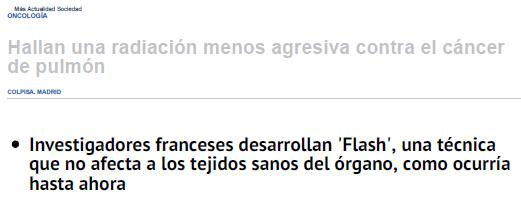 Más Actualidad Sociedad
ONCOLOGÍA
Hallan una radiación menos agresiva contra el cáncer
de pulmón
COLPISA. MADRID
• Investigadores franceses desarrollan 'Flash', una técnica
que no afecta a los tejidos sanos del órgano, como ocurría
hasta ahora